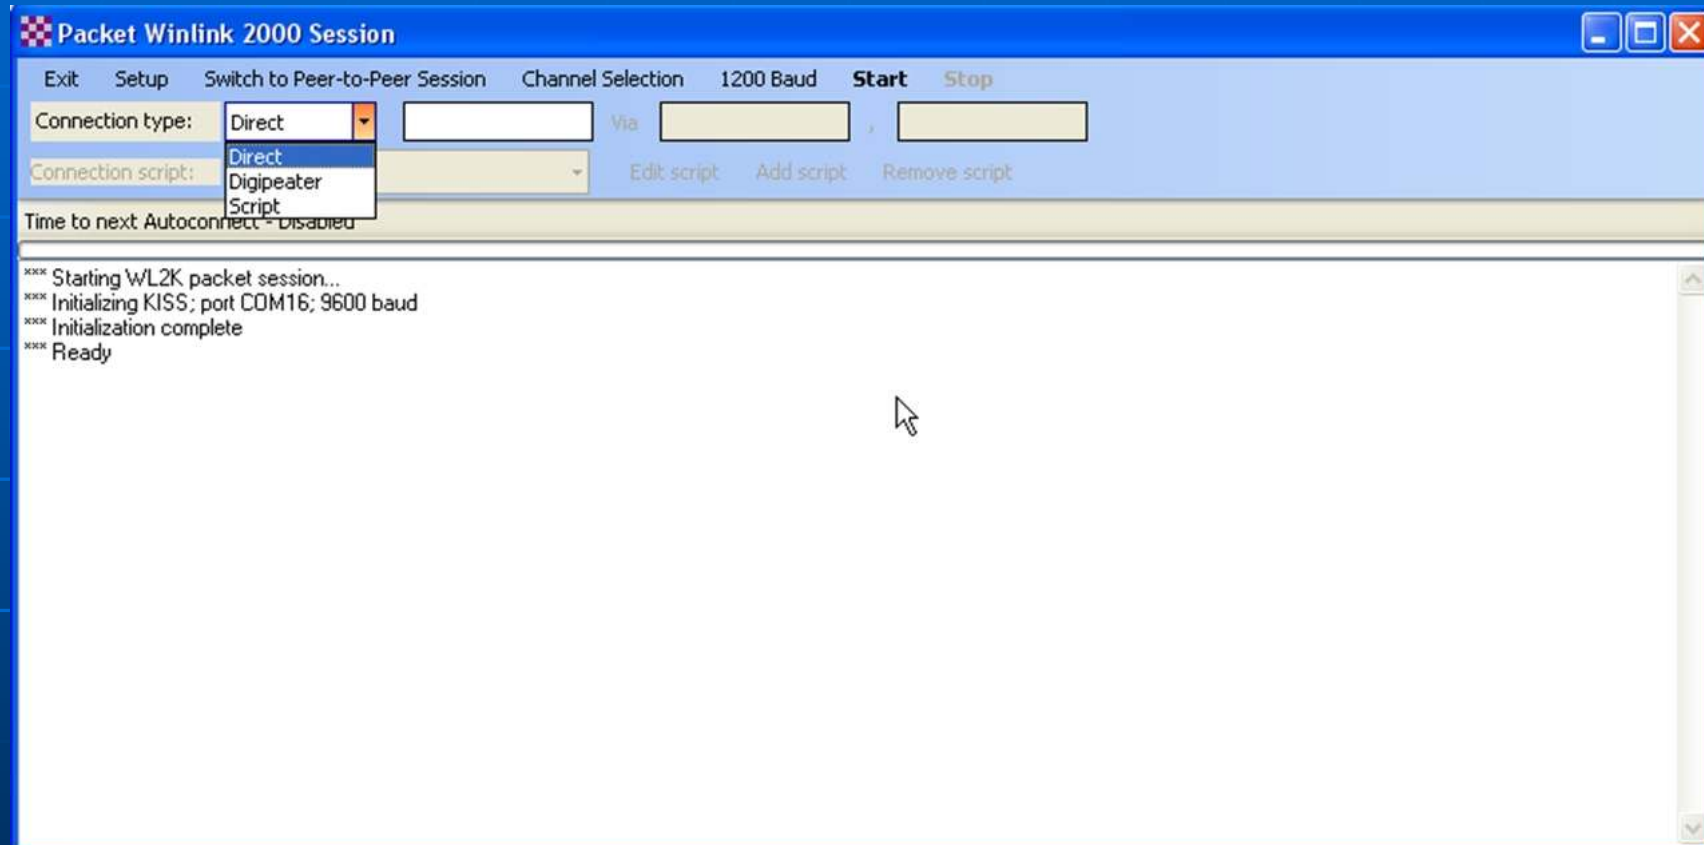 Packet Winlink 2000 Session
Exit Setup Switch to Peer-to-Peer Session Channel Selection 1200 Baud Start Stop
Connection type: Direct Via ,
Direct
Connection script: Edit script Add script Remove script
Digipeater
Script
Time to next Autoconnect - Disabled
*** Starting WL2K packet session...
*** Initializing KISS; port COM16; 9600 baud
*** Initialization complete
*** Ready